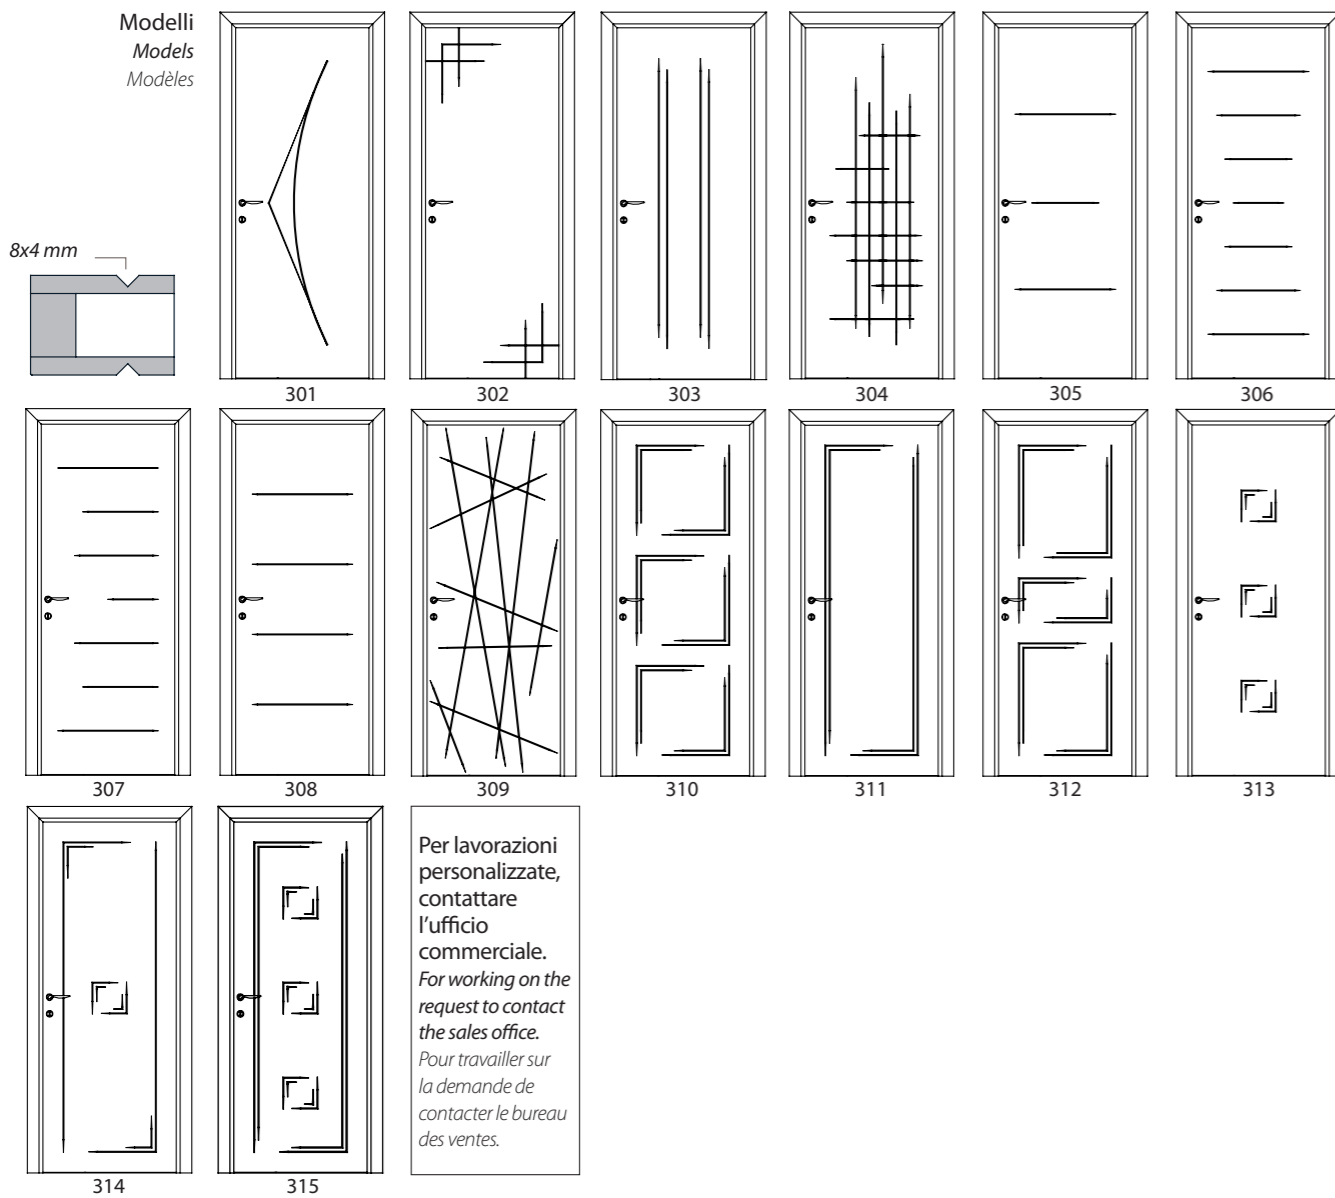 Modelli
Models
Modèles
8x4 mm
301
302
303
304
305
306
307
308
309
310
311
312
313
314
315
Per lavorazioni
personalizzate,
contattare
l'ufficio
commerciale.
For working on the
request to contact
the sales office.
Pour travailler sur
la demande de
contacter le bureau
des ventes.